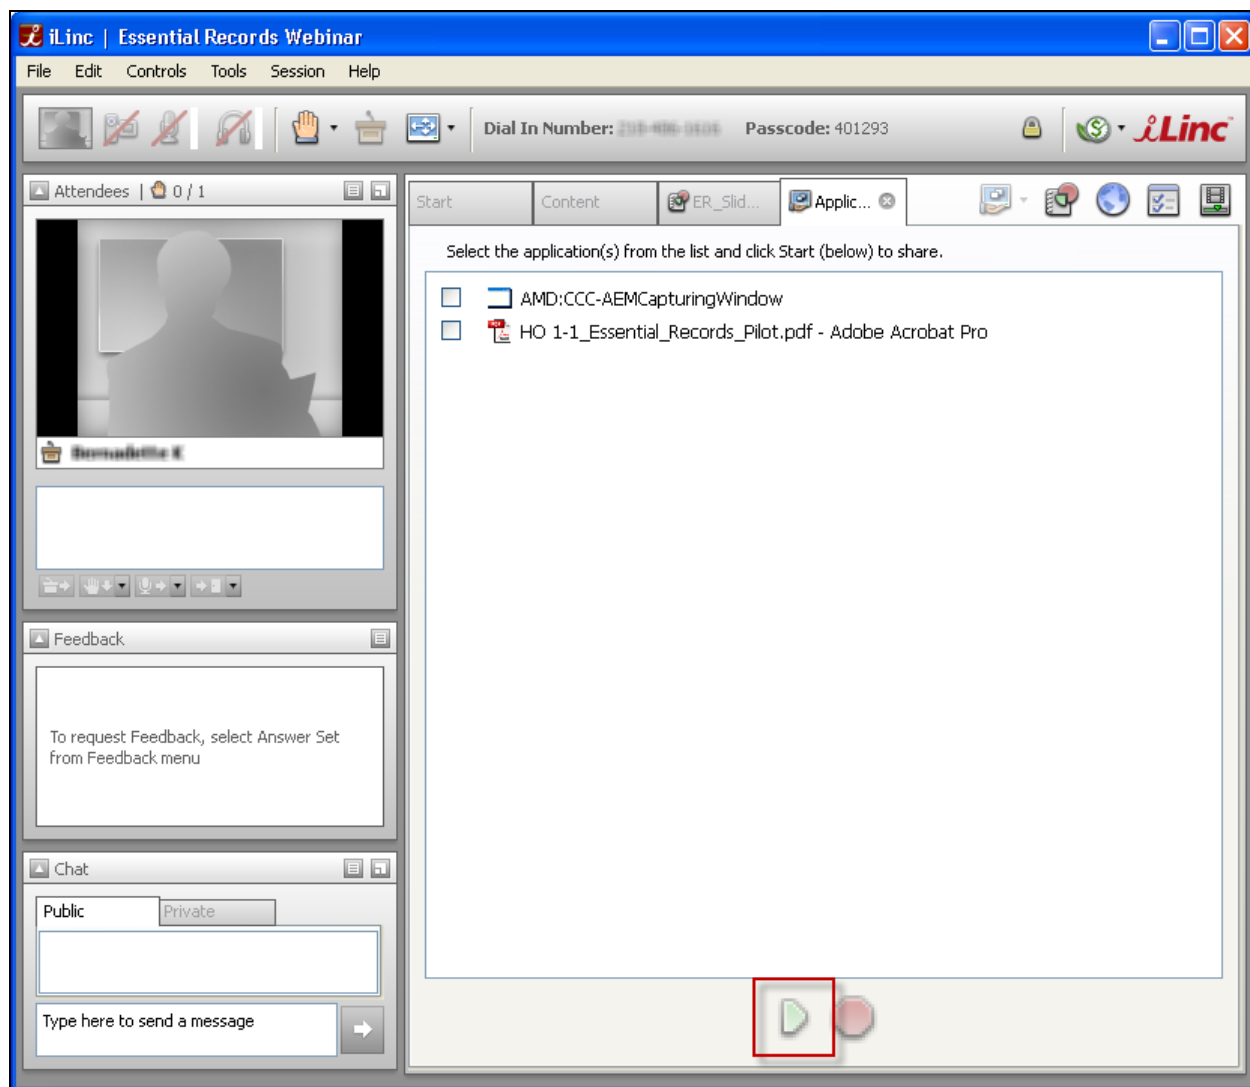 iLinc | Essential Records Webinar
File Edit Controls Tools Session Help
Dial In Number: Passcode: 401293
iLinc
Attendees | 0 / 1
Start Content ER_Slid... Applic...
Select the application(s) from the list and click Start (below) to share.
AMD:CCC-AEMCapturingWindow
HO 1-1_Essential_Records_Pilot.pdf - Adobe Acrobat Pro
Feedback
To request Feedback, select Answer Set
from Feedback menu
Chat
Public Private
Type here to send a message